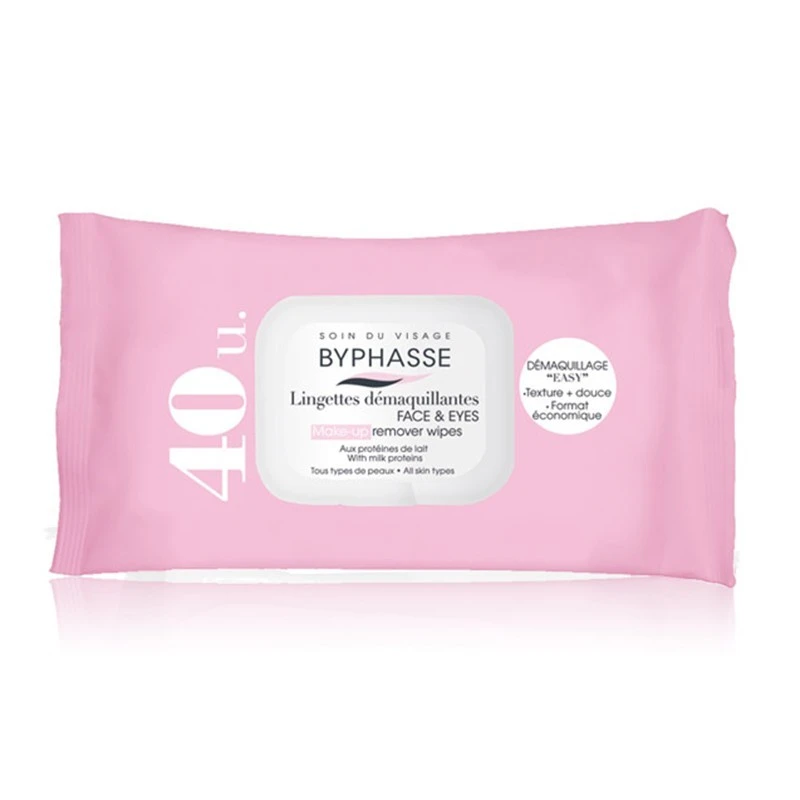 40 u.
SOIN DU VISAGE
BYPHASSE
Lingettes démaquillantes
FACE & EYES
Make-up remover wipes
Aux protéines de lait
With milk proteins
Tous types de peaux • All skin types
DÉMAQUILLAGE
"EASY"
•Texture + douce
•Format
économique